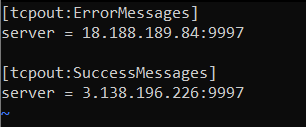 [tcpout:ErrorMessages]
server = 18.188.189.84:9997

[tcpout:SuccessMessages]
server = 3.138.196.226:9997
~